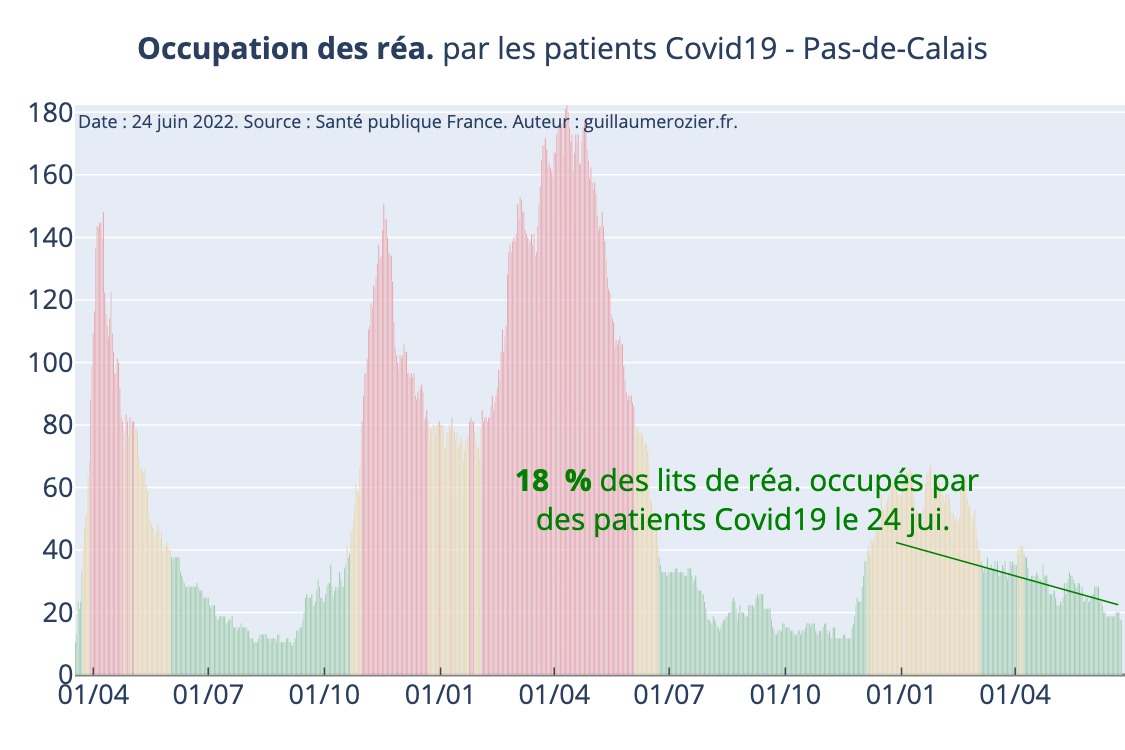 Occupation des réa. par les patients Covid19 - Pas-de-Calais
180
Date : 24 juin 2022. Source : Santé publique France. Auteur : guillaumerozier.fr.
160
140
120
100
80
60
18 % des lits de réa. occupés par
des patients Covid19 le 24 jui.
40
20
0
01/04 01/07 01/10 01/01 01/04 01/07 01/10 01/01 01/04